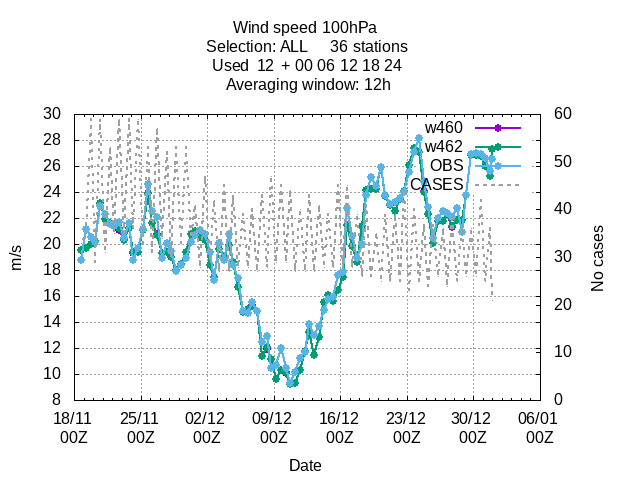 Wind speed 100hPa
Selection: ALL     36 stations
Used  12  + 00 06 12 18 24
Averaging window: 12h
30
28
26
24
22
20
18
16
14
12
10
8
60
50
40
30
20
10
0
w460
w462
OBS
CASES
m/s
No cases
18/11 25/11 02/12 09/12 16/12 23/12 30/12 06/01
00Z 00Z 00Z 00Z 00Z 00Z 00Z 00Z
Date